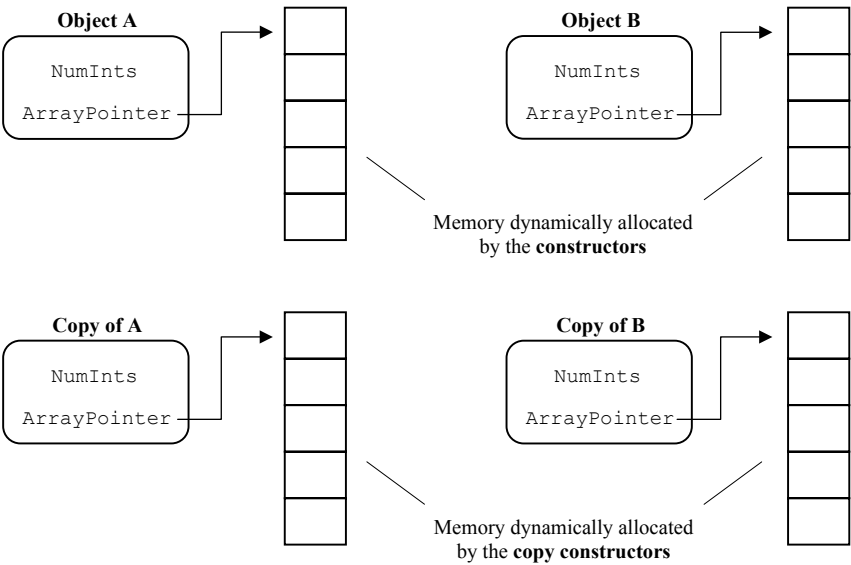 Object A
Object B
NumInts
ArrayPointer
NumInts
ArrayPointer
Memory dynamically allocated
by the constructors
Copy of A
Copy of B
NumInts
ArrayPointer
NumInts
ArrayPointer
Memory dynamically allocated
by the copy constructors